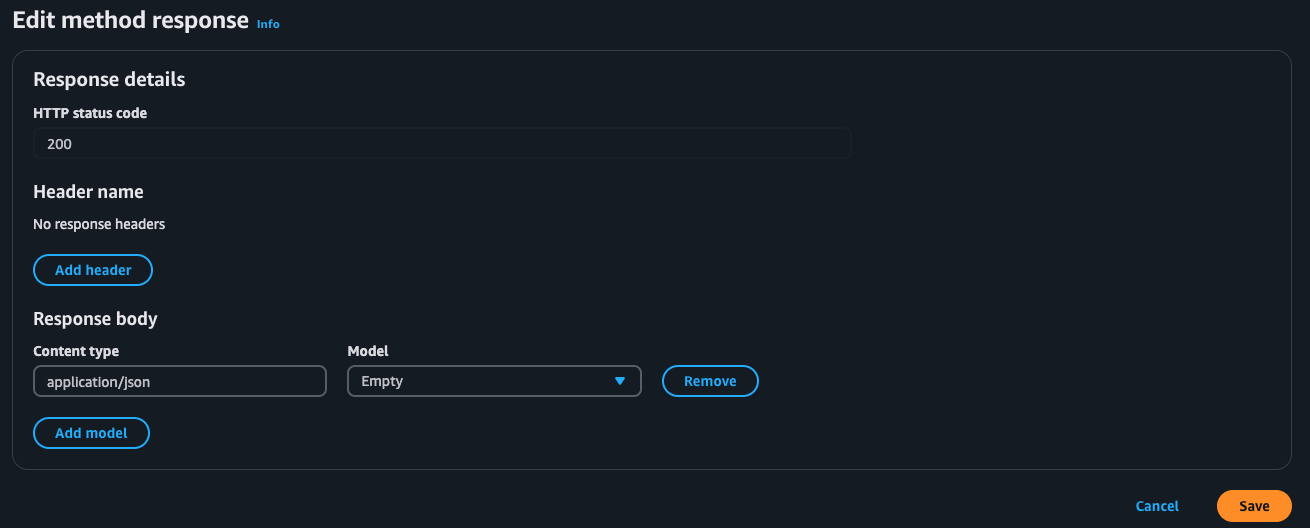 Edit method response Info
Response details
HTTP status code
200
Header name
No response headers
Add header
Response body
Content type Model
application/json Empty Remove
Add model
Cancel Save